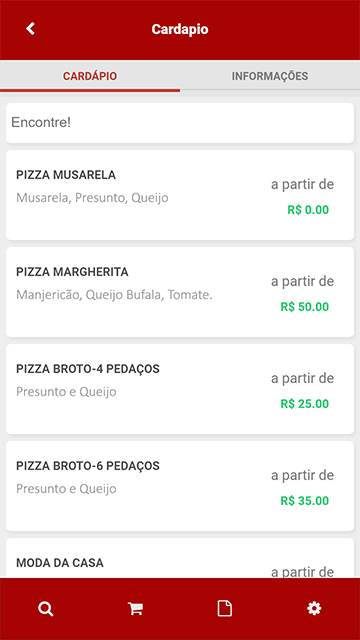 Cardapio
CARDÁPIO INFORMAÇÕES
Encontre!
PIZZA MUSARELA
Musarela, Presunto, Queijo
a partir de
R$ 0.00
PIZZA MARGHERITA
Manjericão, Queijo Bufala, Tomate.
a partir de
R$ 50.00
PIZZA BROTO-4 PEDAÇOS
Presunto e Queijo
a partir de
R$ 25.00
PIZZA BROTO-6 PEDAÇOS
Presunto e Queijo
a partir de
R$ 35.00
MODA DA CASA
a partir de